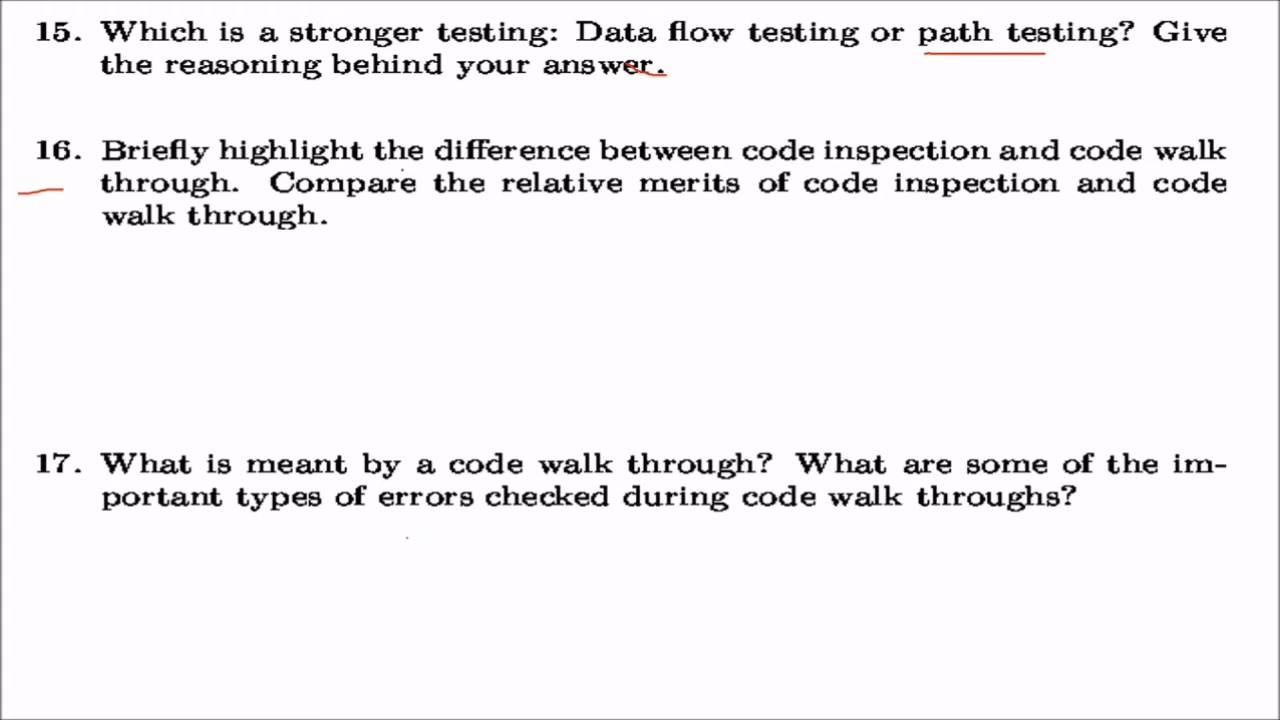 15. Which is a stronger testing: Data flow testing or path testing? Give
the reasoning behind your answer.
16. Briefly highlight the difference between code inspection and code walk
through. Compare the relative merits of code inspection and code
walk through.
17. What is meant by a code walk through? What are some of the im-
portant types of errors checked during code walk throughs?